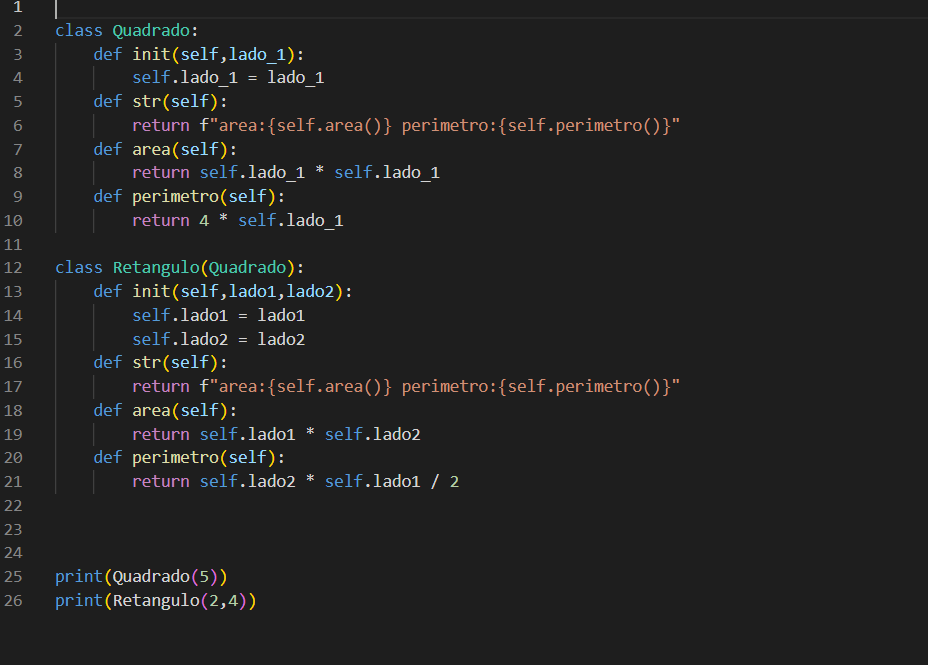 1
2 class Quadrado:
3     def init(self,lado_1):
4         self.lado_1 = lado_1
5     def str(self):
6         return f"area:{self.area()} perimetro:{self.perimetro()}"
7     def area(self):
8         return self.lado_1 * self.lado_1
9     def perimetro(self):
10         return 4 * self.lado_1
11
12 class Retangulo(Quadrado):
13     def init(self,lado1,lado2):
14         self.lado1 = lado1
15         self.lado2 = lado2
16     def str(self):
17         return f"area:{self.area()} perimetro:{self.perimetro()}"
18     def area(self):
19         return self.lado1 * self.lado2
20     def perimetro(self):
21         return self.lado2 * self.lado1 / 2
22
23
24
25 print(Quadrado(5))
26 print(Retangulo(2,4))